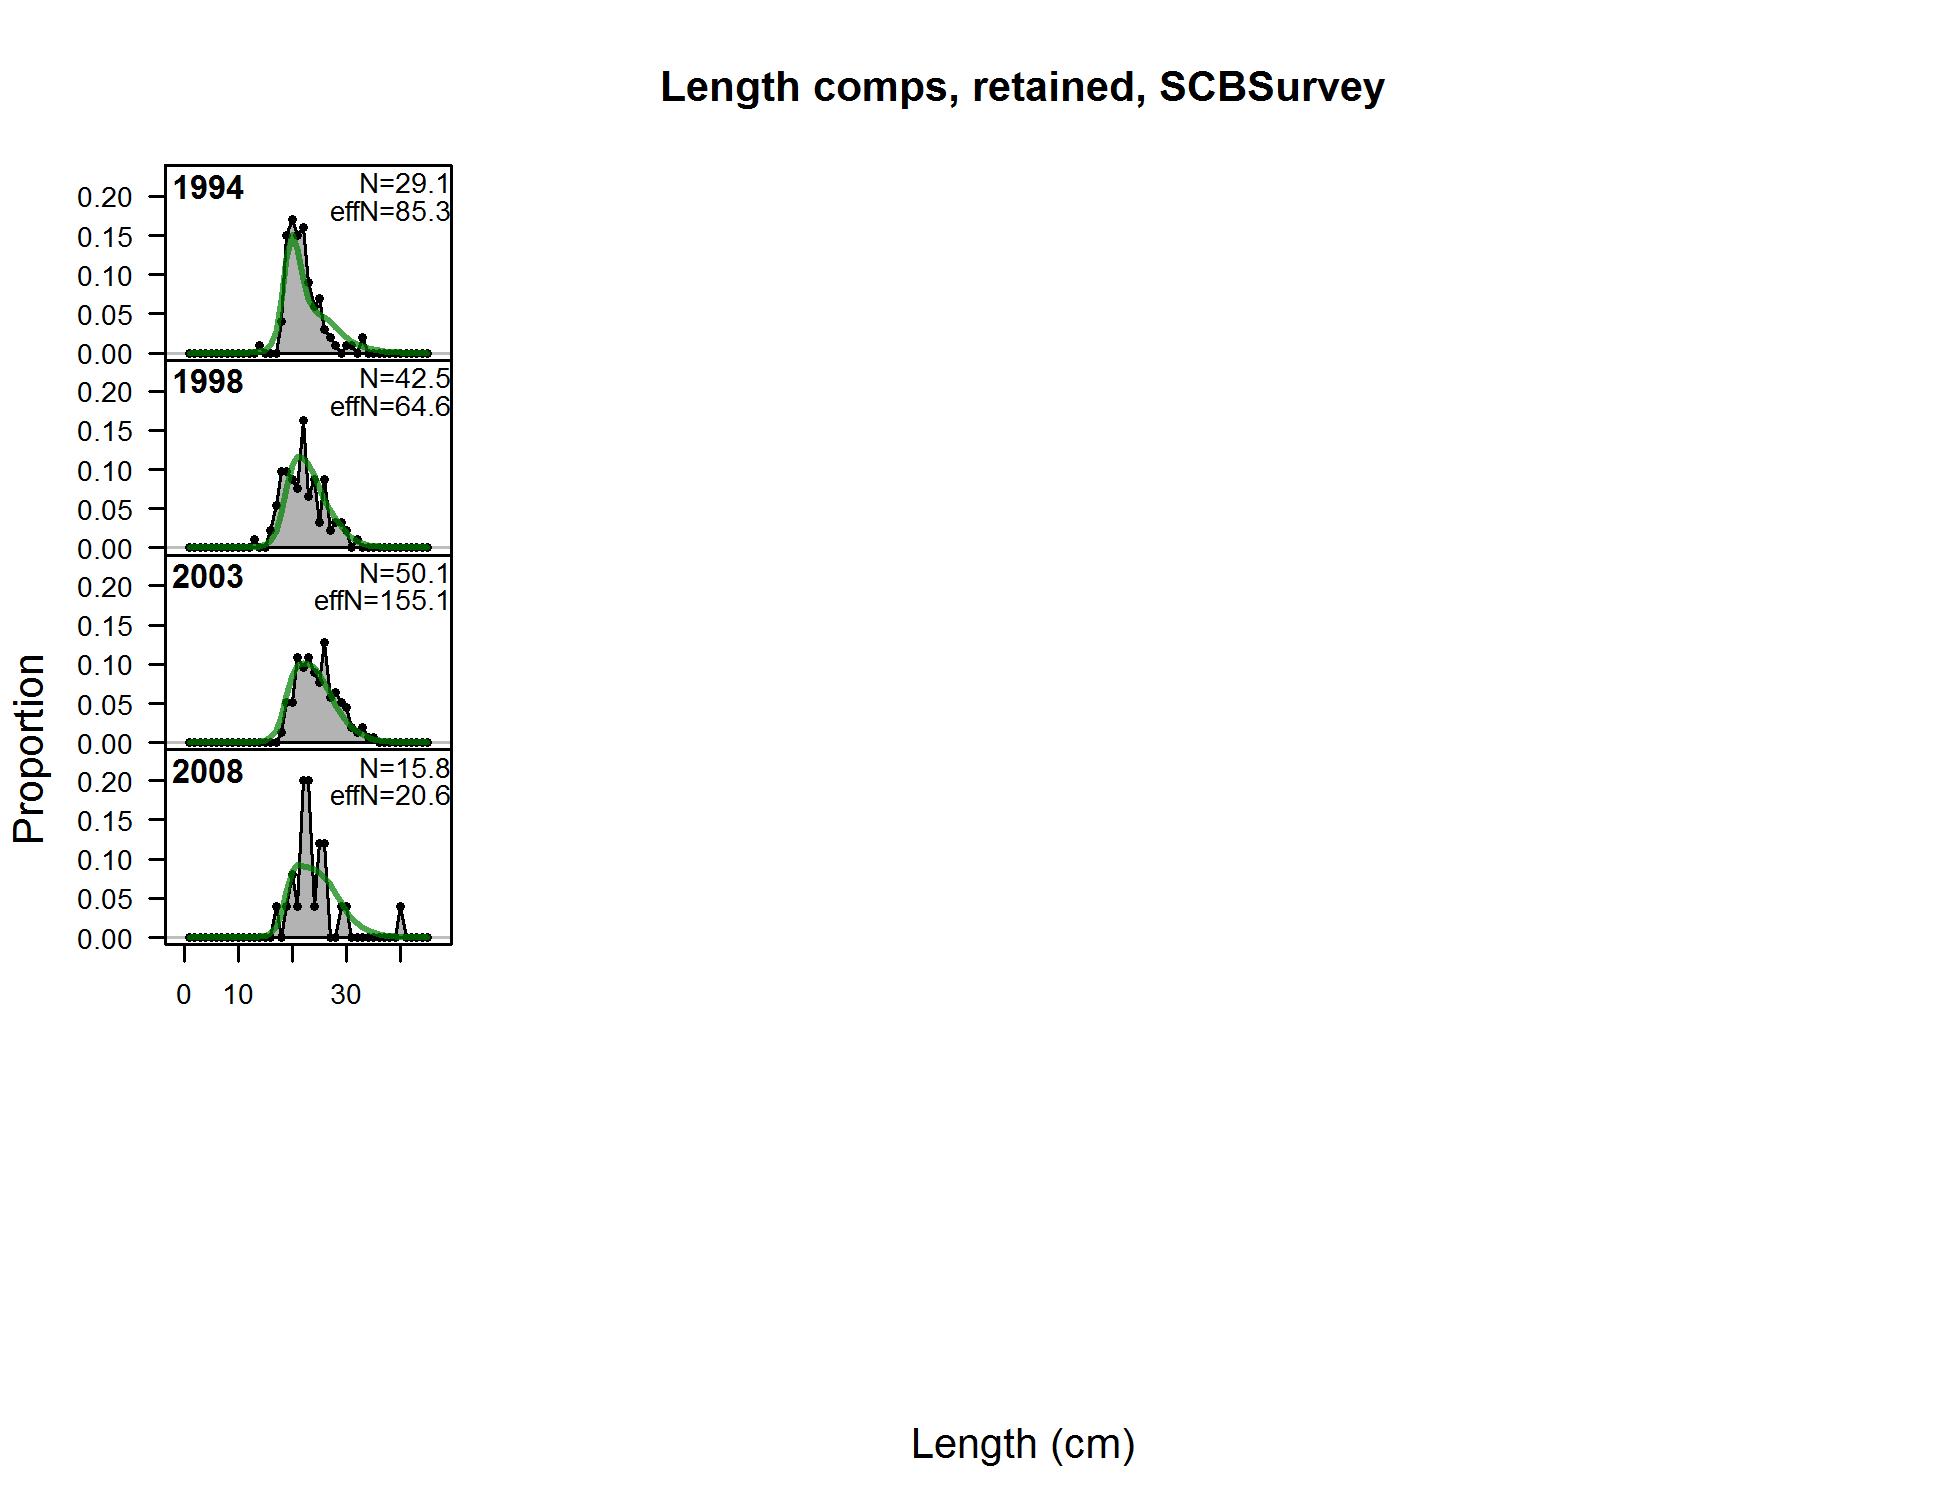 Length comps, retained, SCBSurvey
1994
N=29.1
effN=85.3
0.20
0.15
0.10
0.05
0.00
1998
N=42.5
effN=64.6
0.20
0.15
0.10
0.05
0.00
2003
N=50.1
effN=155.1
0.20
0.15
0.10
0.05
0.00
2008
N=15.8
effN=20.6
0.20
0.15
0.10
0.05
0.00
Proportion
0 10 30
Length (cm)